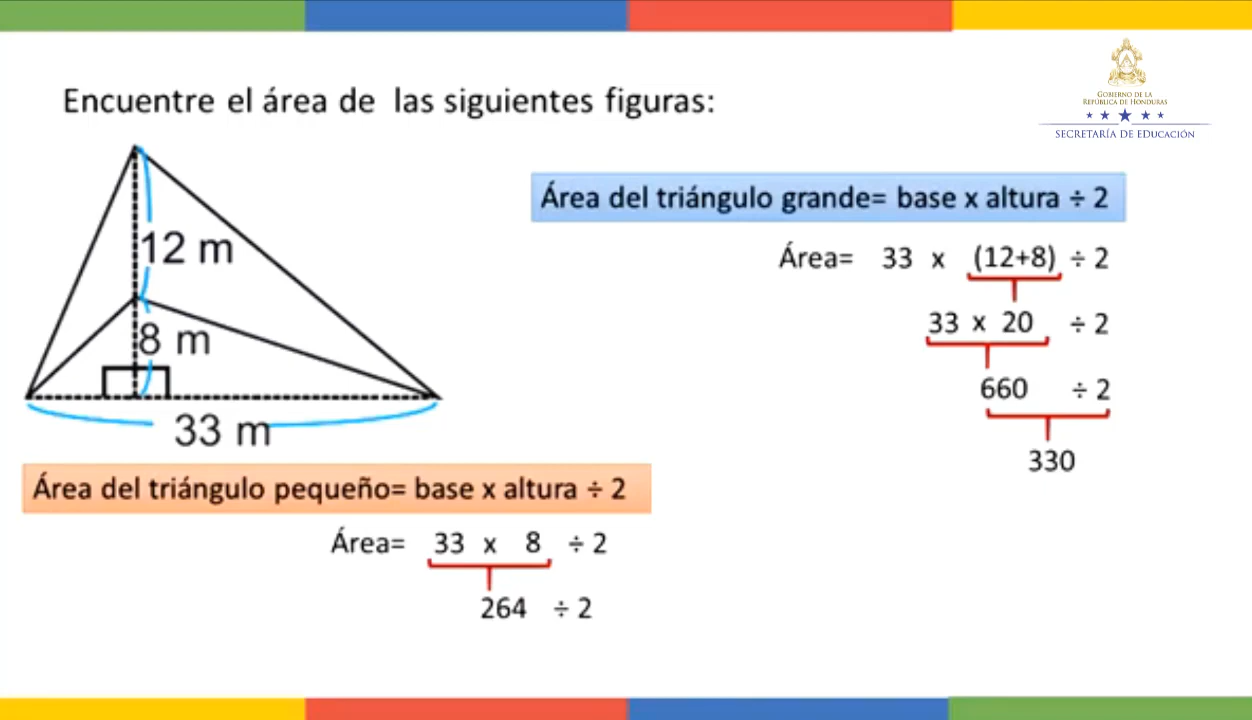 GOBIERNO DE LA
REPÚBLICA DE HONDURAS
SECRETARÍA DE EDUCACIÓN
Encuentre el área de las siguientes figuras:
12 m
8 m
33 m
Área del triángulo grande= base x altura ÷ 2
Área= 33 x (12+8) ÷ 2
33 x 20 ÷ 2
660 ÷ 2
330
Área del triángulo pequeño= base x altura ÷ 2
Área= 33 x 8 ÷ 2
264 ÷ 2